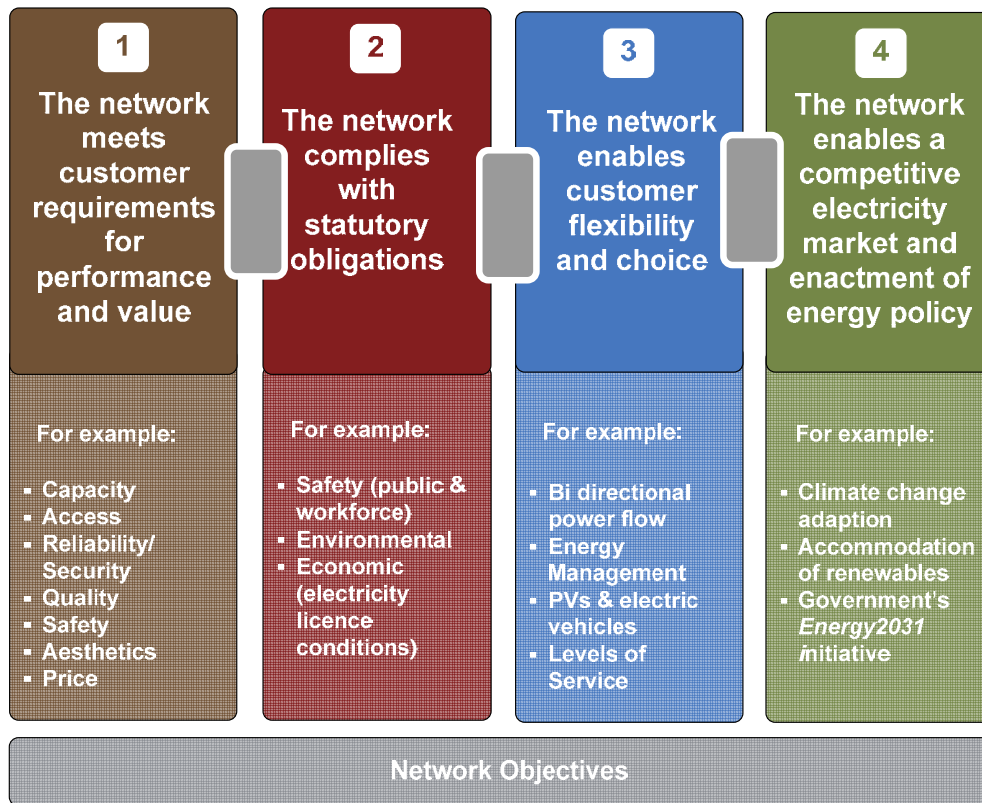 1
The network
meets
customer
requirements
for
performance
and value
For example:
▪ Capacity
▪ Access
▪ Reliability/
Security
▪ Quality
▪ Safety
▪ Aesthetics
▪ Price
2
The network
complies
with
statutory
obligations
For example:
▪ Safety (public &
workforce)
▪ Environmental
▪ Economic
(electricity
licence
conditions)
3
The network
enables
customer
flexibility
and choice
For example:
▪ Bi directional
power flow
▪ Energy
Management
▪ PVs & electric
vehicles
▪ Levels of
Service
4
The network
enables a
competitive
electricity
market and
enactment of
energy policy
For example:
▪ Climate change
adaption
▪ Accommodation
of renewables
▪ Government's
Energy2031
initiative
Network Objectives